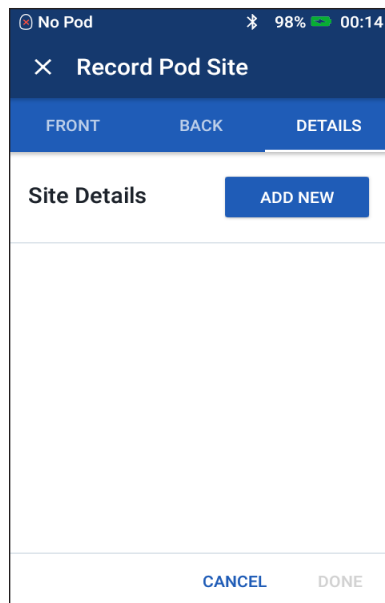 No Pod 98% 00:14
Record Pod Site
FRONT BACK DETAILS
Site Details ADD NEW
CANCEL DONE